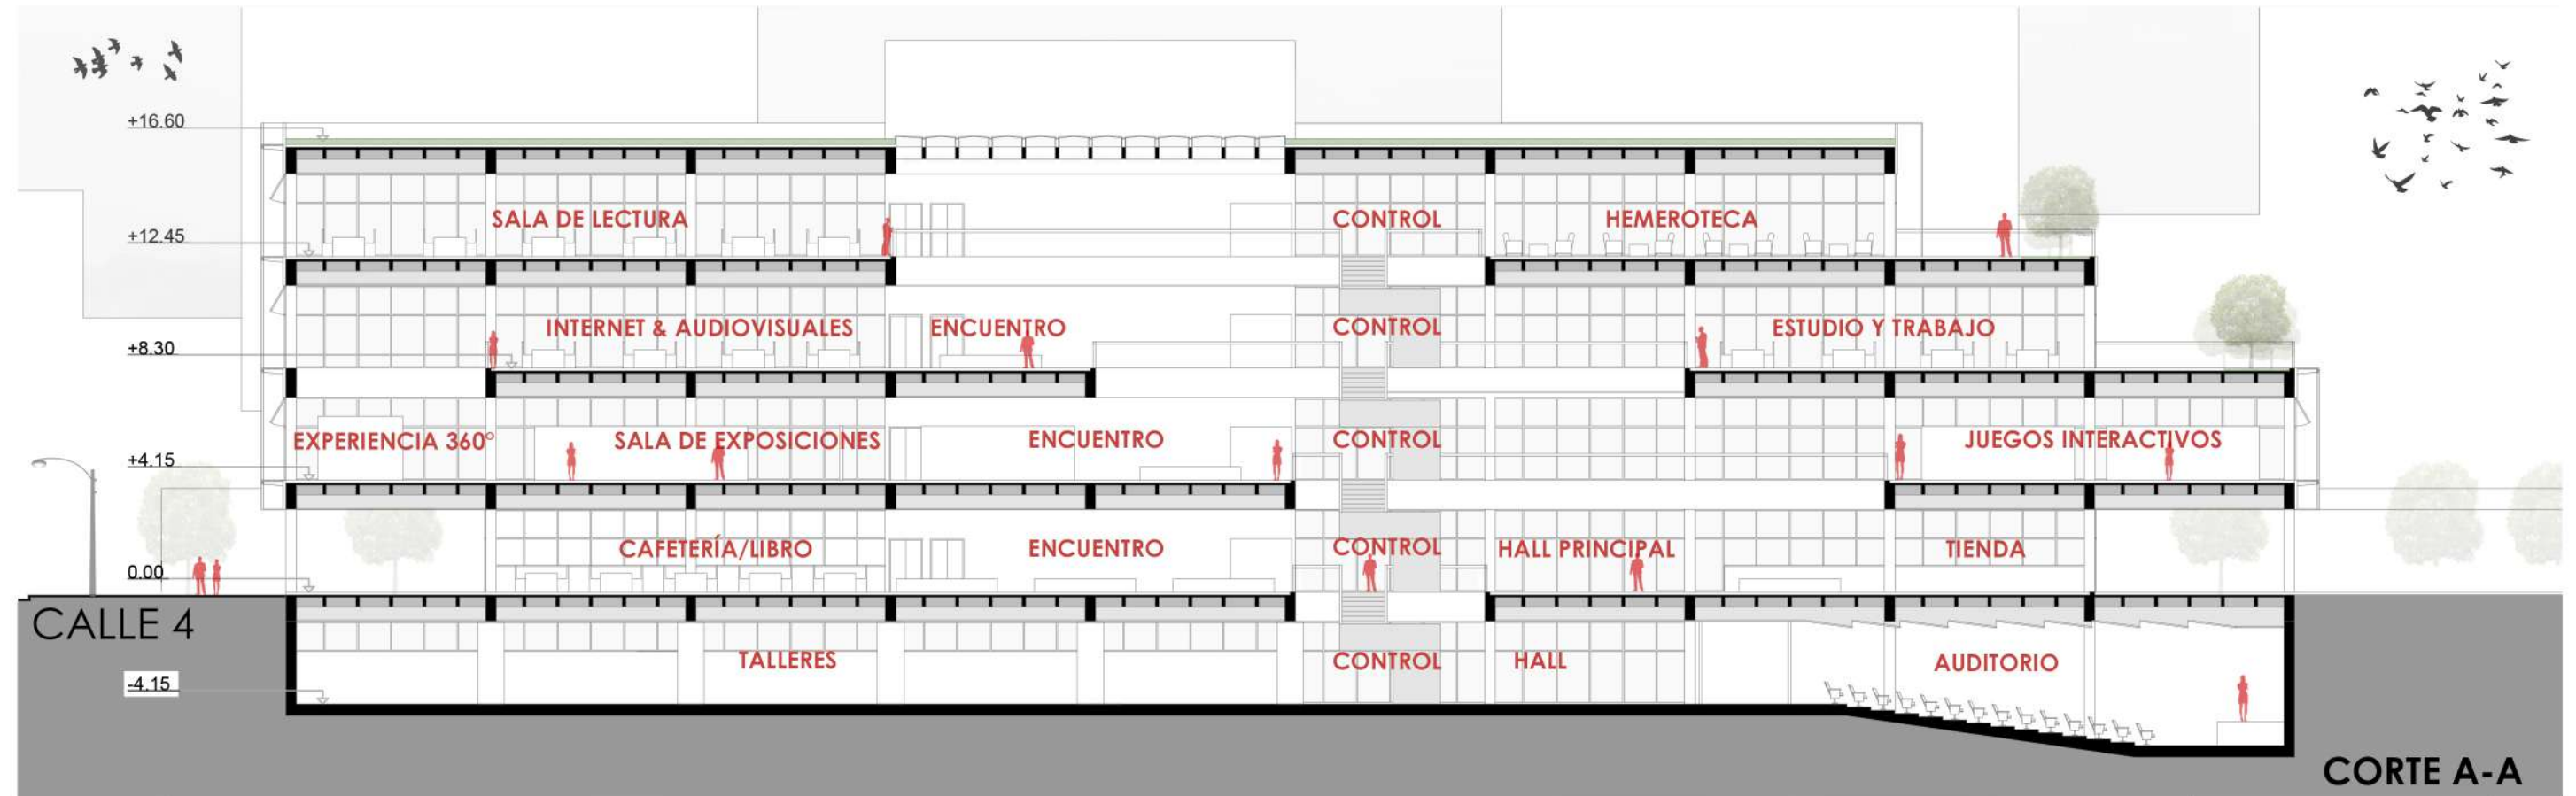 +16.60
SALA DE LECTURA CONTROL HEMEROTECA
+12.45
INTERNET & AUDIOVISUALES ENCUENTRO CONTROL ESTUDIO Y TRABAJO
+8.30
EXPERIENCIA 360° SALA DE EXPOSICIONES ENCUENTRO CONTROL JUEGOS INTERACTIVOS
+4.15
CAFETERÍA/LIBRO ENCUENTRO CONTROL HALL PRINCIPAL TIENDA
0.00
CALLE 4
TALLERES CONTROL HALL AUDITORIO
-4.15
CORTE A-A